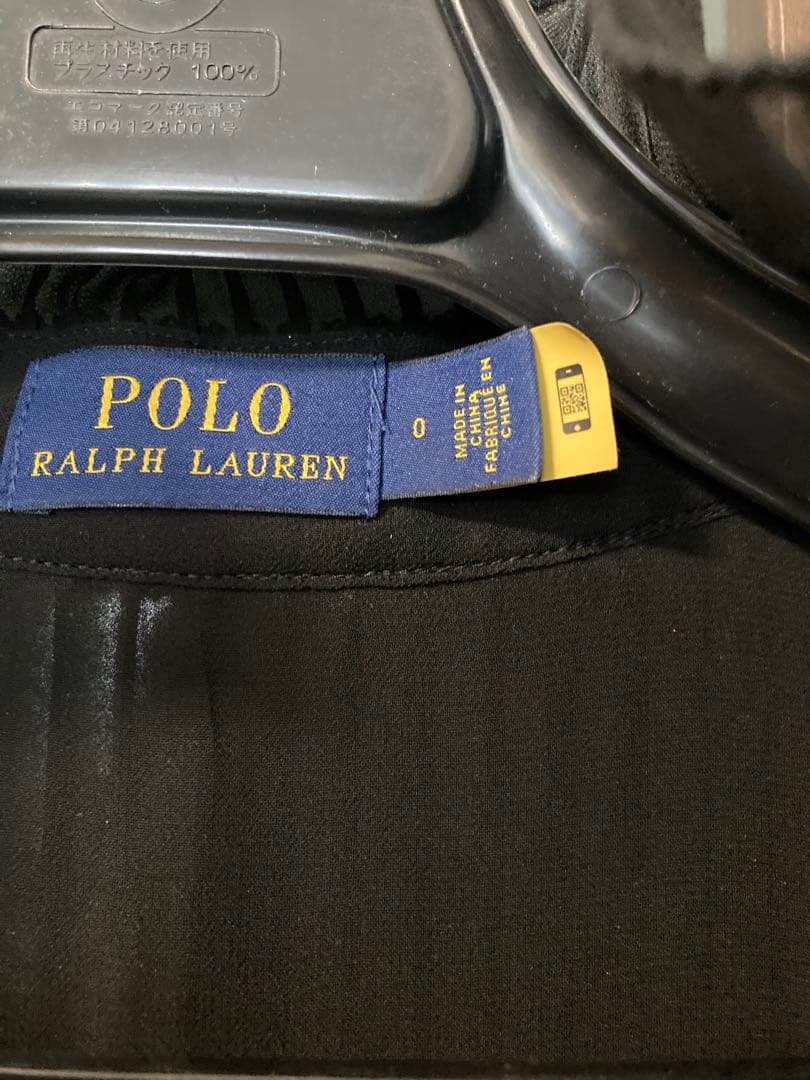 再生材料を使用
プラスチック 100%
エコマーク認定番号
第04128001号
POLO
RALPH LAUREN
0
MADE IN
CHINA
FABRIQUÉ EN
CHINE